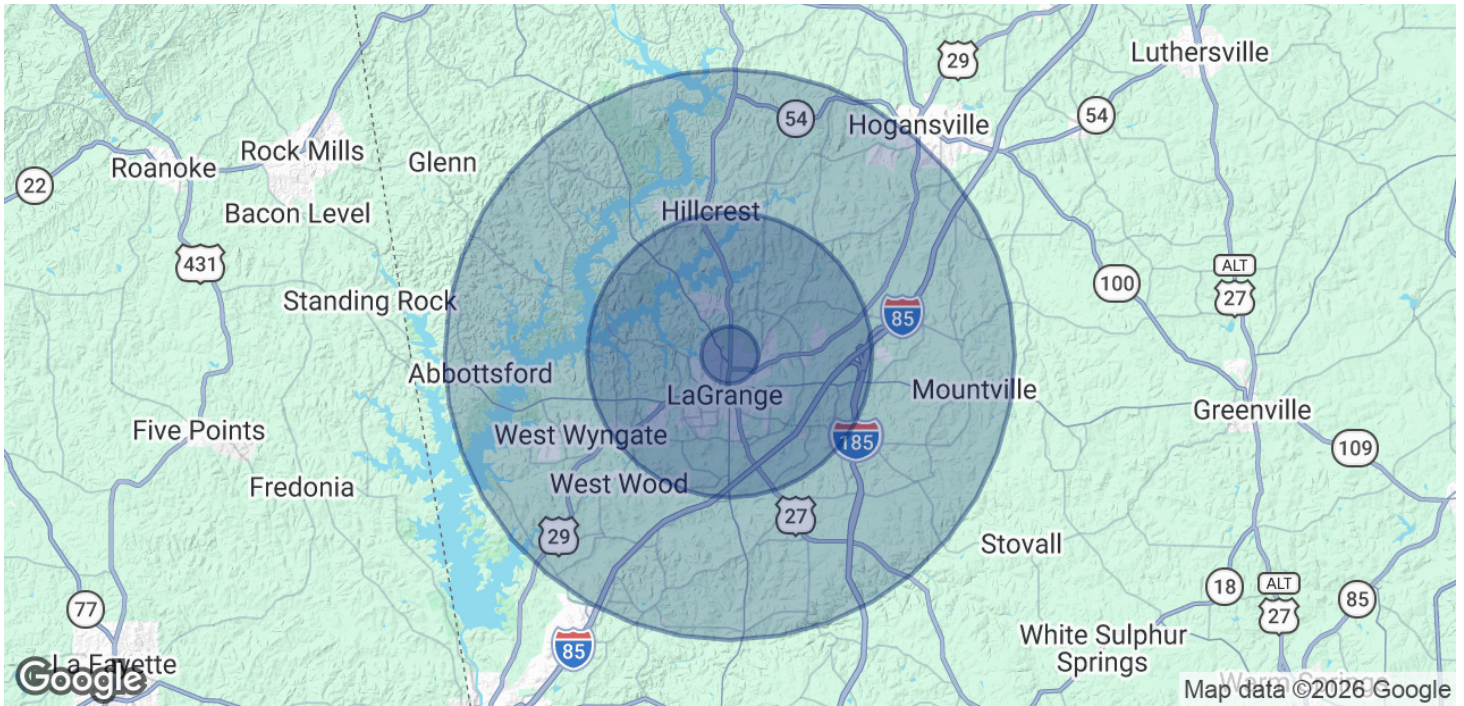 Luthersville
29
54
54
Hogansville
Rock Mills
Glenn
Roanoke
22
Bacon Level
Hillcrest
431
ALT
27
100
Standing Rock
85
Abbottsford
Mountville
LaGrange
Greenville
Five Points
West Wyngate
185
109
Fredonia
West Wood
27
29
Stovall
ALT
18
27
85
77
White Sulphur
Springs
85
La Fayette
Google
Warm Springs
Map data ©2026 Google